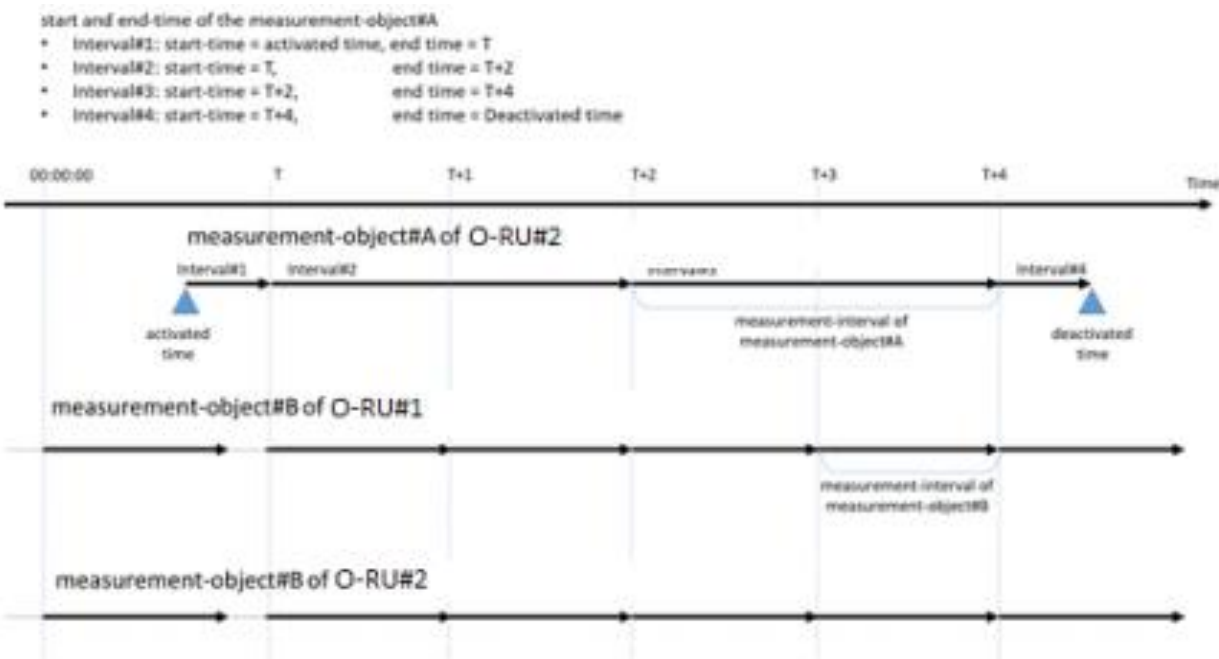 start and end-time of the measurement-object#A
• Interval#1: start-time = activated time, end time = T
• Interval#2: start-time = T, end time = T+2
• Interval#3: start-time = T+2, end time = T+4
• Interval#4: start-time = T+4, end time = Deactivated time
00:00:00 T T+1 T+2 T+3 T+4 Time
measurement-object#A of O-RU#2
Interval#1 Interval#2 Interval#4
activated
time
measurement-interval of
measurement-object#A
deactivated
time
measurement-object#B of O-RU#1
measurement-interval of
measurement-object#B
measurement-object#B of O-RU#2